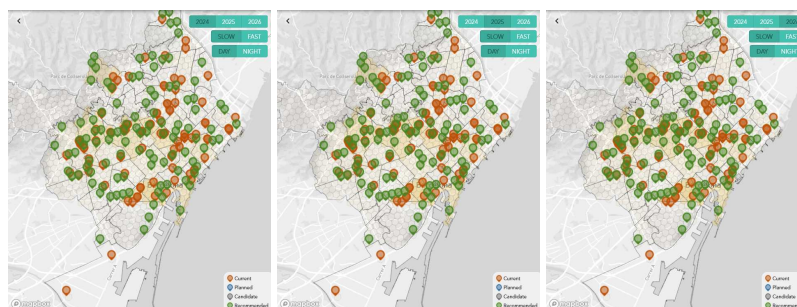 2024 2025 2026
SLOW FAST
DAY NIGHT
Current
Planned
Candidate
Recommended
mapbox
2024 2025 2026
SLOW FAST
DAY NIGHT
Current
Planned
Candidate
Recommended
mapbox
2024 2025 2026
SLOW FAST
DAY NIGHT
Current
Planned
Candidate
Recommended
mapbox